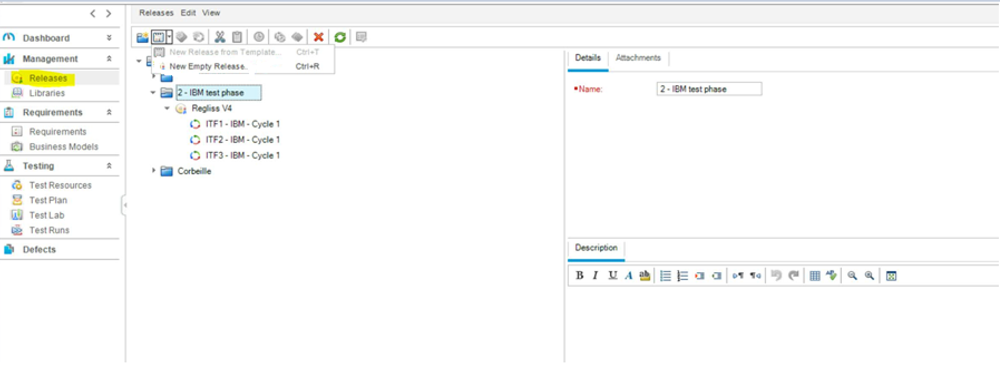 Releases Edit View
Dashboard
Management
Releases
Libraries
Requirements
Requirements
Business Models
Testing
Test Resources
Test Plan
Test Lab
Test Runs
Defects
New Release from Template... Ctrl+T
New Empty Release.. Ctrl+R
2 - IBM test phase
Regliss V4
ITF1 - IBM - Cycle 1
ITF2 - IBM - Cycle 1
ITF3 - IBM - Cycle 1
Corbeille
Details Attachments
Name: 2 - IBM test phase
Description
B I U A ab